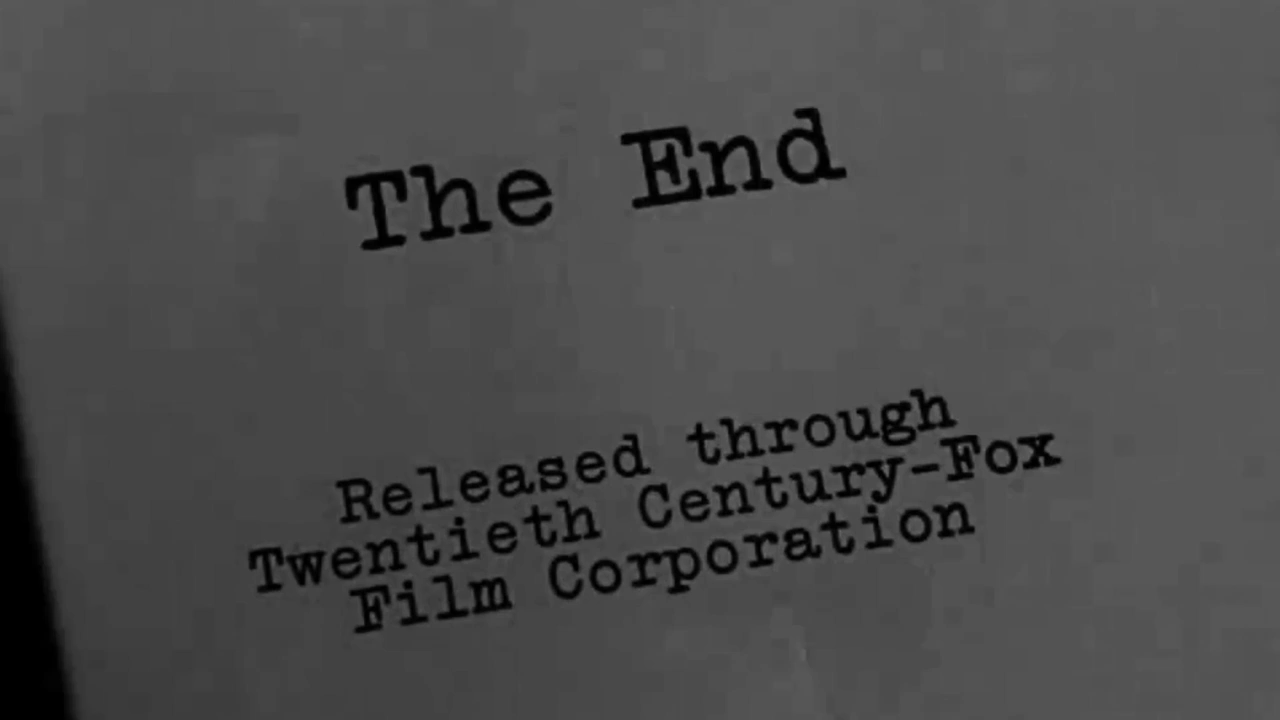 The End
Released through
Twentieth Century-Fox
Film Corporation